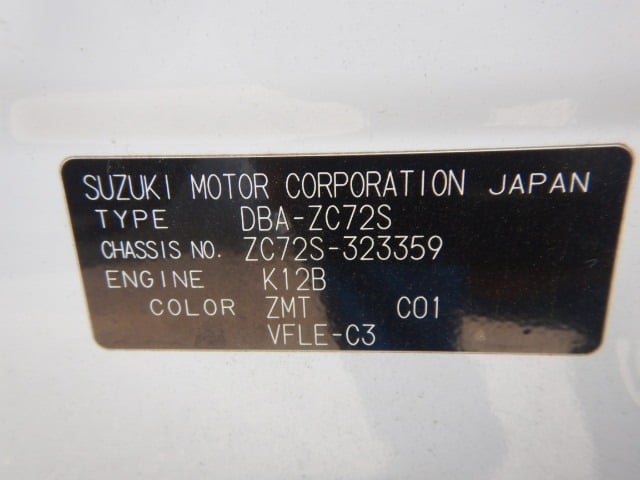 SUZUKI MOTOR CORPORATION JAPAN
TYPE DBA-ZC72S
CHASSIS NO. ZC72S-323359
ENGINE K12B
COLOR ZMT C01
VFLE-C3